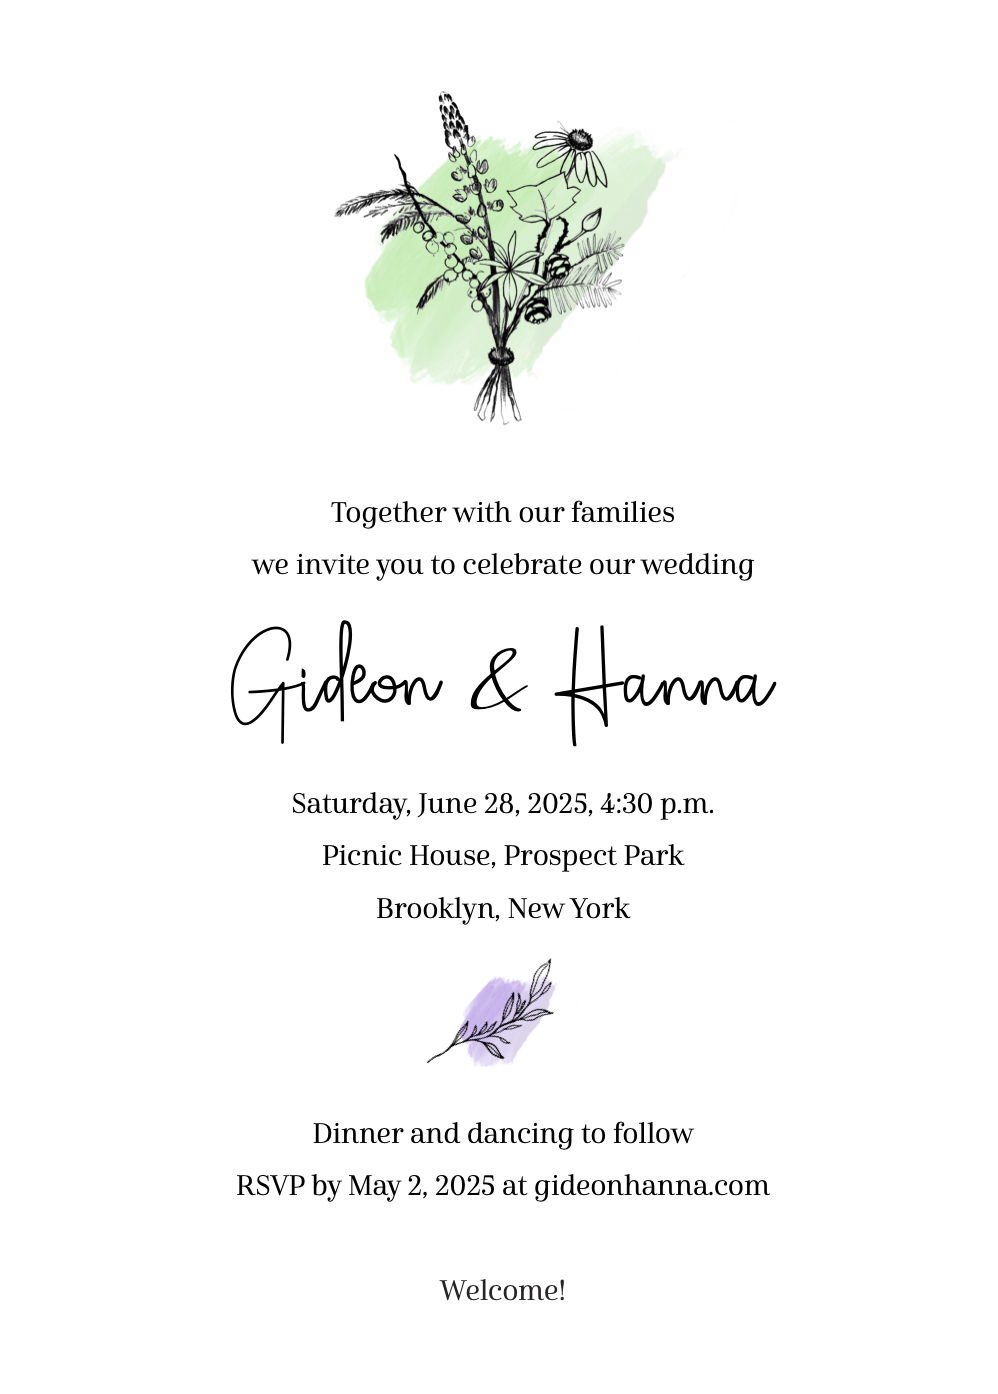 Together with our families
we invite you to celebrate our wedding
Gideon & Hanna
Saturday, June 28, 2025, 4:30 p.m.
Picnic House, Prospect Park
Brooklyn, New York
Dinner and dancing to follow
RSVP by May 2, 2025 at gideonhanna.com
Welcome!